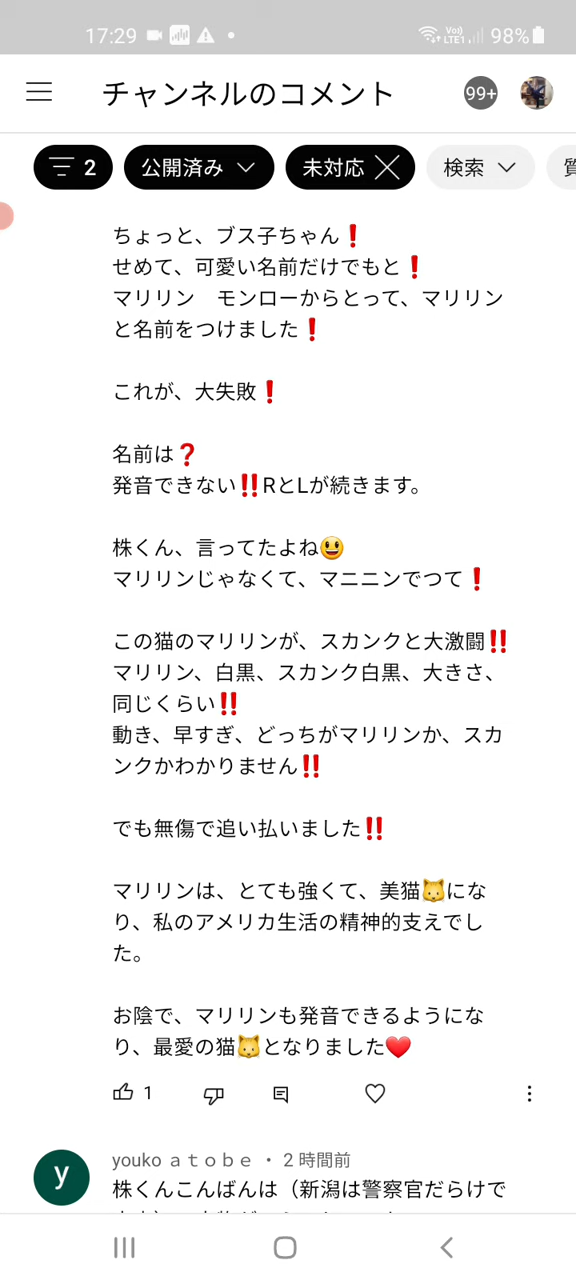 17:29
Vo)) LTE1 98%
チャンネルのコメント
99+
2 公開済み 未対応 検索
ちょっと、ブス子ちゃん❗
せめて、可愛い名前だけでもと❗
マリリン　モンローからとって、マリリン
と名前をつけました❗
これが、大失敗❗
名前は❓
発音できない‼️RとLが続きます。
株くん、言ってたよね😃
マリリンじゃなくて、マニニンでつて❗
この猫のマリリンが、スカンクと大激闘‼️
マリリン、白黒、スカンク白黒、大きさ、
同じくらい‼️
動き、早すぎ、どっちがマリリンか、スカ
ンクかわかりません‼️
でも無傷で追い払いました‼️
マリリンは、とても強くて、美猫🐱にな
り、私のアメリカ生活の精神的支えでし
た。
お陰で、マリリンも発音できるようにな
り、最愛の猫🐱となりました❤️
1
y
youko ａｔｏｂｅ・2 時間前
株くんこんばんは（新潟は警察官だらけで